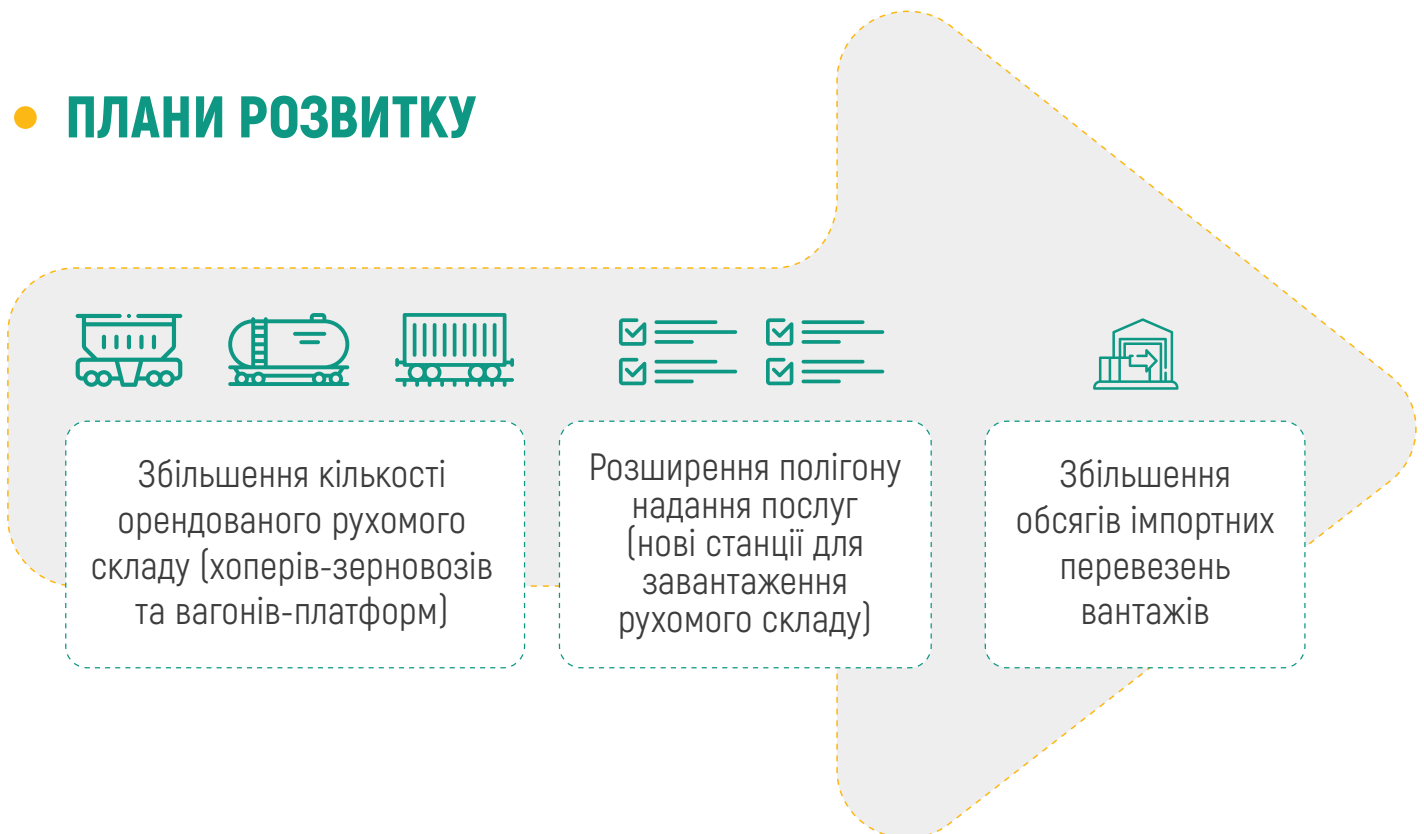 ПЛАНИ РОЗВИТКУ
Збільшення кількості
орендованого рухомого
складу (хоперів-зерновозів
та вагонів-платформ)
Розширення полігону
надання послуг
(нові станції для
завантаження
рухомого складу)
Збільшення
обсягів імпортних
перевезень
вантажів